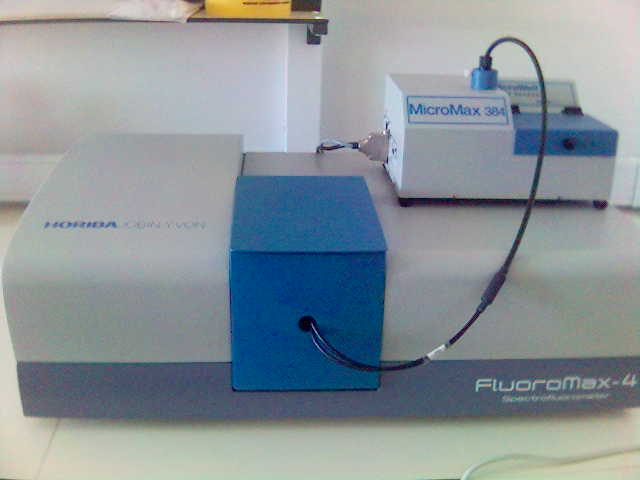 MicroMax 384
HORIBA JOBIN YVON
FluoroMax-4
Spectrofluorometer